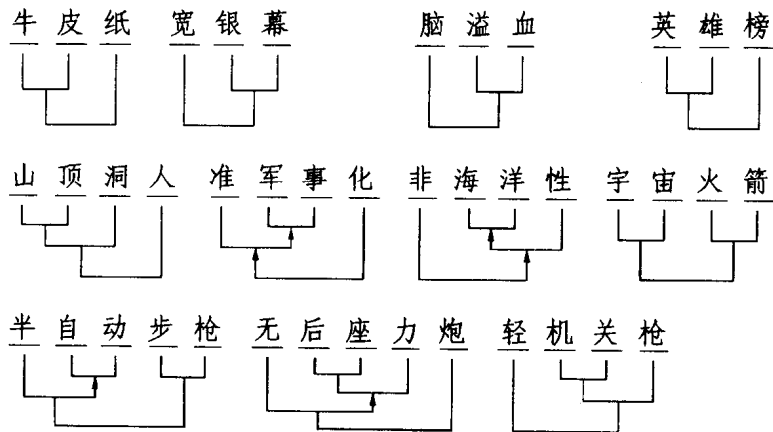 牛皮纸 宽银幕 脑溢血 英雄榜
山顶洞人 准军事化 非海洋性 宇宙火箭
半自动步枪 无后座力炮 轻机关枪